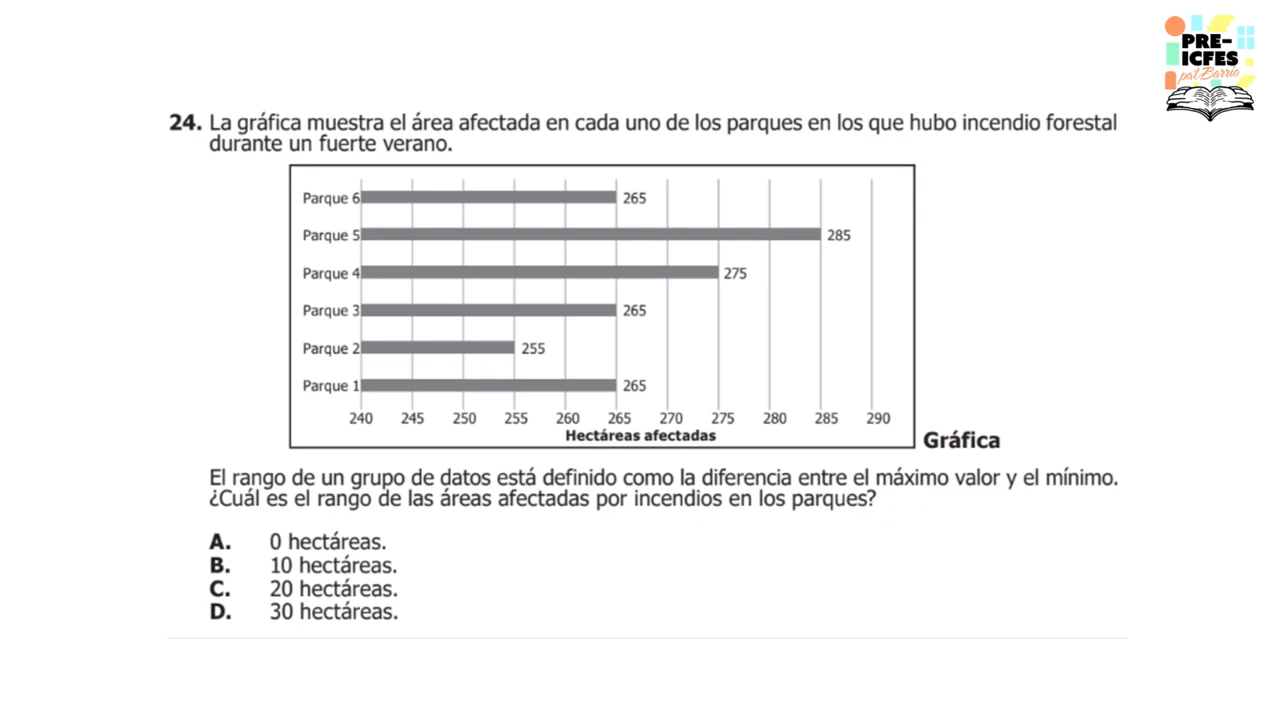 PRE-
ICFES
pal Barrio
24. La gráfica muestra el área afectada en cada uno de los parques en los que hubo incendio forestal
durante un fuerte verano.
Parque 6 265
Parque 5 285
Parque 4 275
Parque 3 265
Parque 2 255
Parque 1 265
240 245 250 255 260 265 270 275 280 285 290
Hectáreas afectadas
Gráfica
El rango de un grupo de datos está definido como la diferencia entre el máximo valor y el mínimo.
¿Cuál es el rango de las áreas afectadas por incendios en los parques?
A. 0 hectáreas.
B. 10 hectáreas.
C. 20 hectáreas.
D. 30 hectáreas.